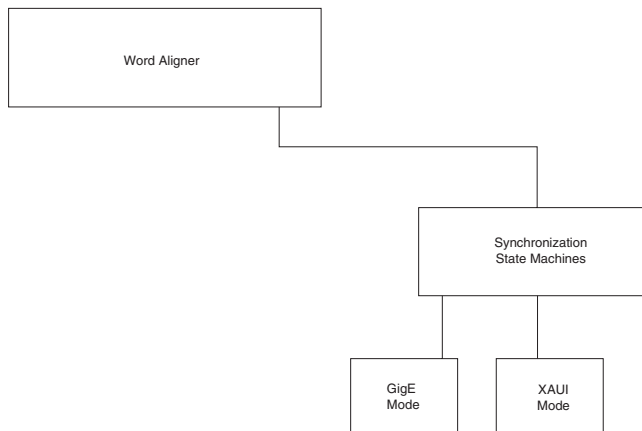 Word Aligner
Synchronization
State Machines
GigE
Mode
XAUI
Mode